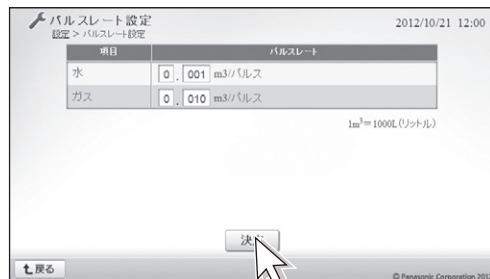 パルスレート設定
2012/10/21 12:00
設定 > パルスレート設定
項目 パルスレート
水 0 . 001 m3/パルス
ガス 0 . 010 m3/パルス
1m³=1000L(リットル)
決定
戻る
© Panasonic Corporation 2012